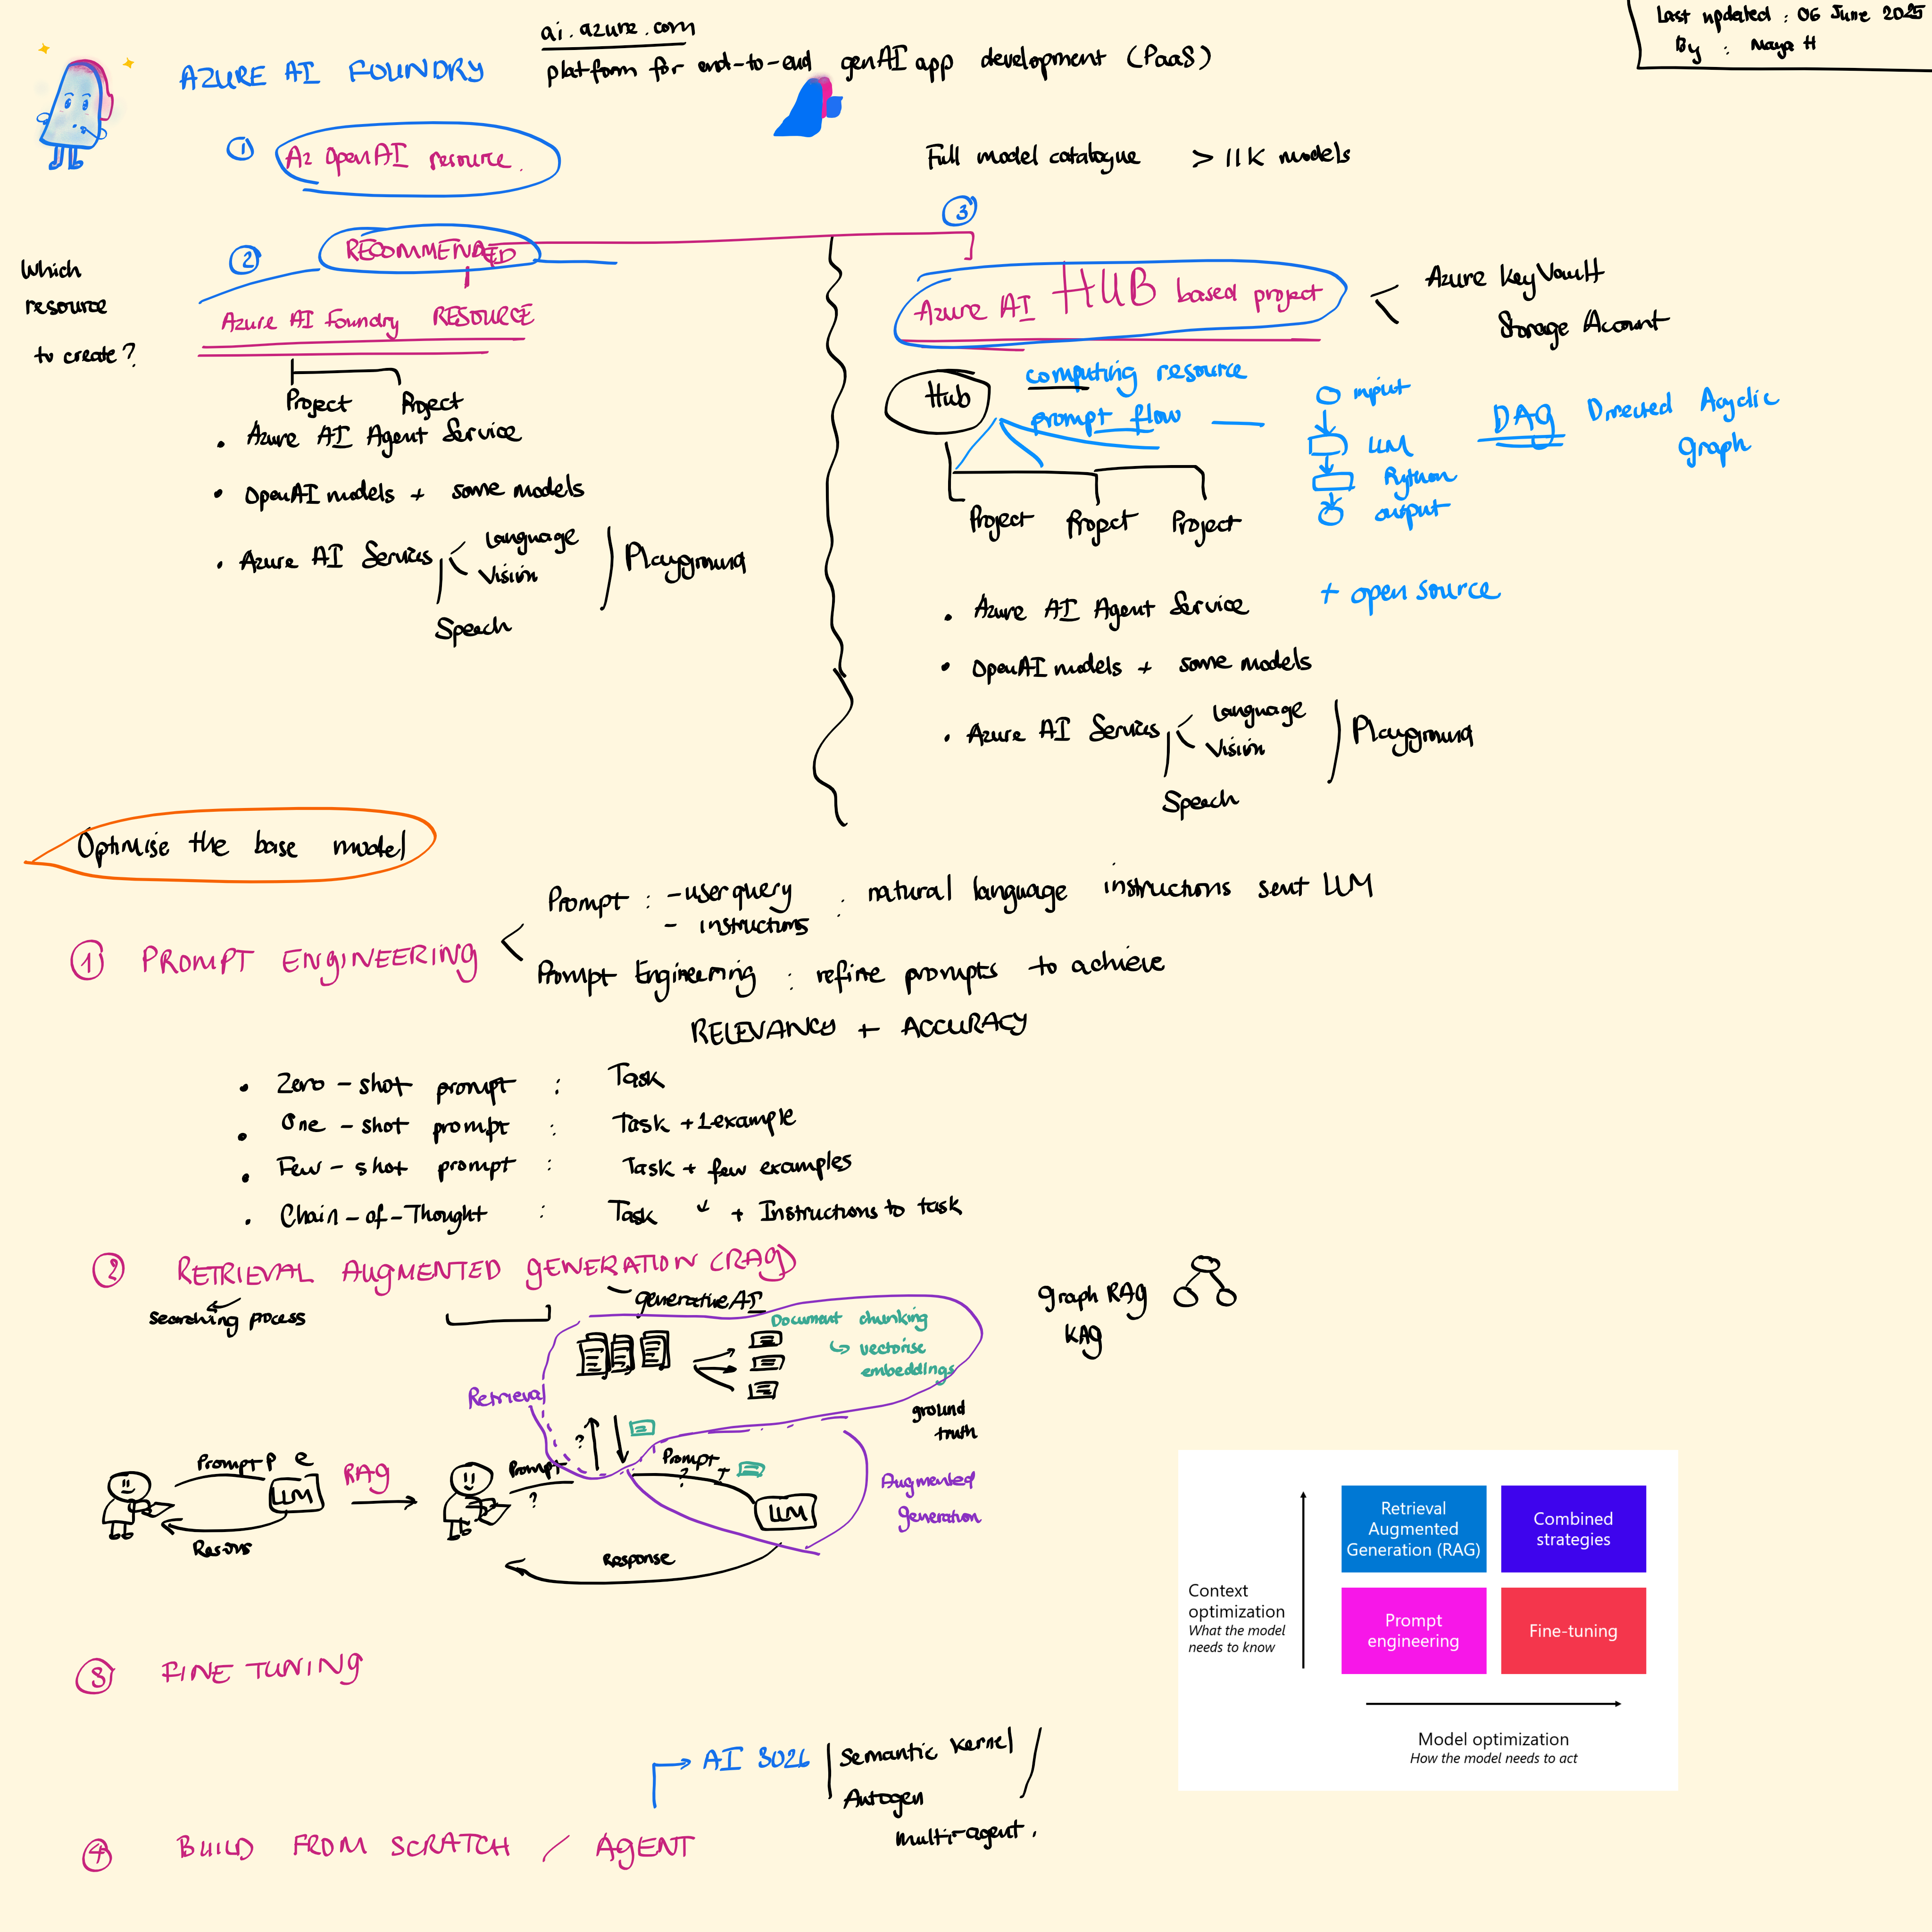 Last updated : 06 June 2025
By : Maya H
ai.azure.com
AZURE AI FOUNDRY
platform for end-to-end genAI app development (PaaS)
① Az OpenAI resource.
Full model catalogue > 11K models
Which
resource
to create?
② RECOMMENDED
Azure AI Foundry RESOURCE
Project Project
• Azure AI Agent Service
• OpenAI models + some models
• Azure AI Services
Language
Vision
Speech
Playground
③
Azure AI HUB based project
Azure KeyVault
Storage Acount
Hub
computing resource
prompt flow
input
LLM
Python
output
DAG Directed Acyclic
graph
Project Project Project
+ open source
• Azure AI Agent Service
• OpenAI models + some models
• Azure AI Services
Language
Vision
Speech
Playground
Optimise the base model
① PROMPT ENGINEERING
Prompt : - user query : natural language instructions sent LLM
- instructions
Prompt Engineering : refine prompts to achieve
RELEVANCY + ACCURACY
• Zero - shot prompt : Task
• One - shot prompt : Task + 1 example
• Few - shot prompt : Task + few examples
• Chain - of - Thought : Task + Instructions to task
② RETRIEVAL AUGMENTED GENERATION (RAG)
searching process
generative AI
Document chunking
vectorise
embeddings
Graph RAG
KAG
Retrieval
ground
truth
Prompt P e
LLM
RAG
Prompt
?
?
Prompt
? +
LLM
Augmented
generation
Response
Retrieval
Augmented
Generation (RAG)
Combined
strategies
Context
optimization
What the model
needs to know
Prompt
engineering
Fine-tuning
Model optimization
How the model needs to act
③ FINE TUNING
AI 3026
Semantic Kernel
Autogen
multi-agent.
④ BUILD FROM SCRATCH / AGENT